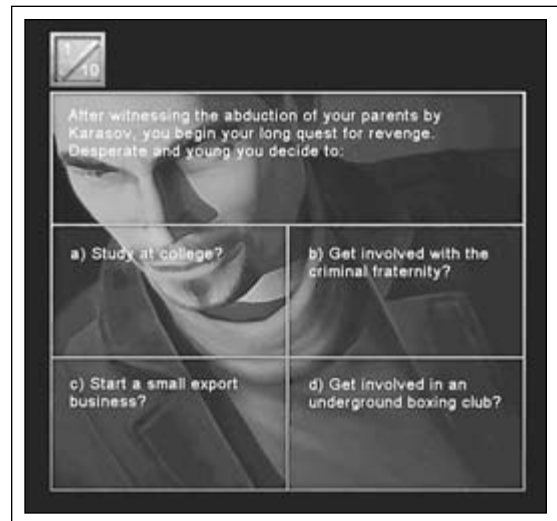 1/10
After witnessing the abduction of your parents by
Karasov, you begin your long quest for revenge.
Desperate and young you decide to:
a) Study at college?
b) Get involved with the
criminal fraternity?
c) Start a small export
business?
d) Get involved in an
underground boxing club?